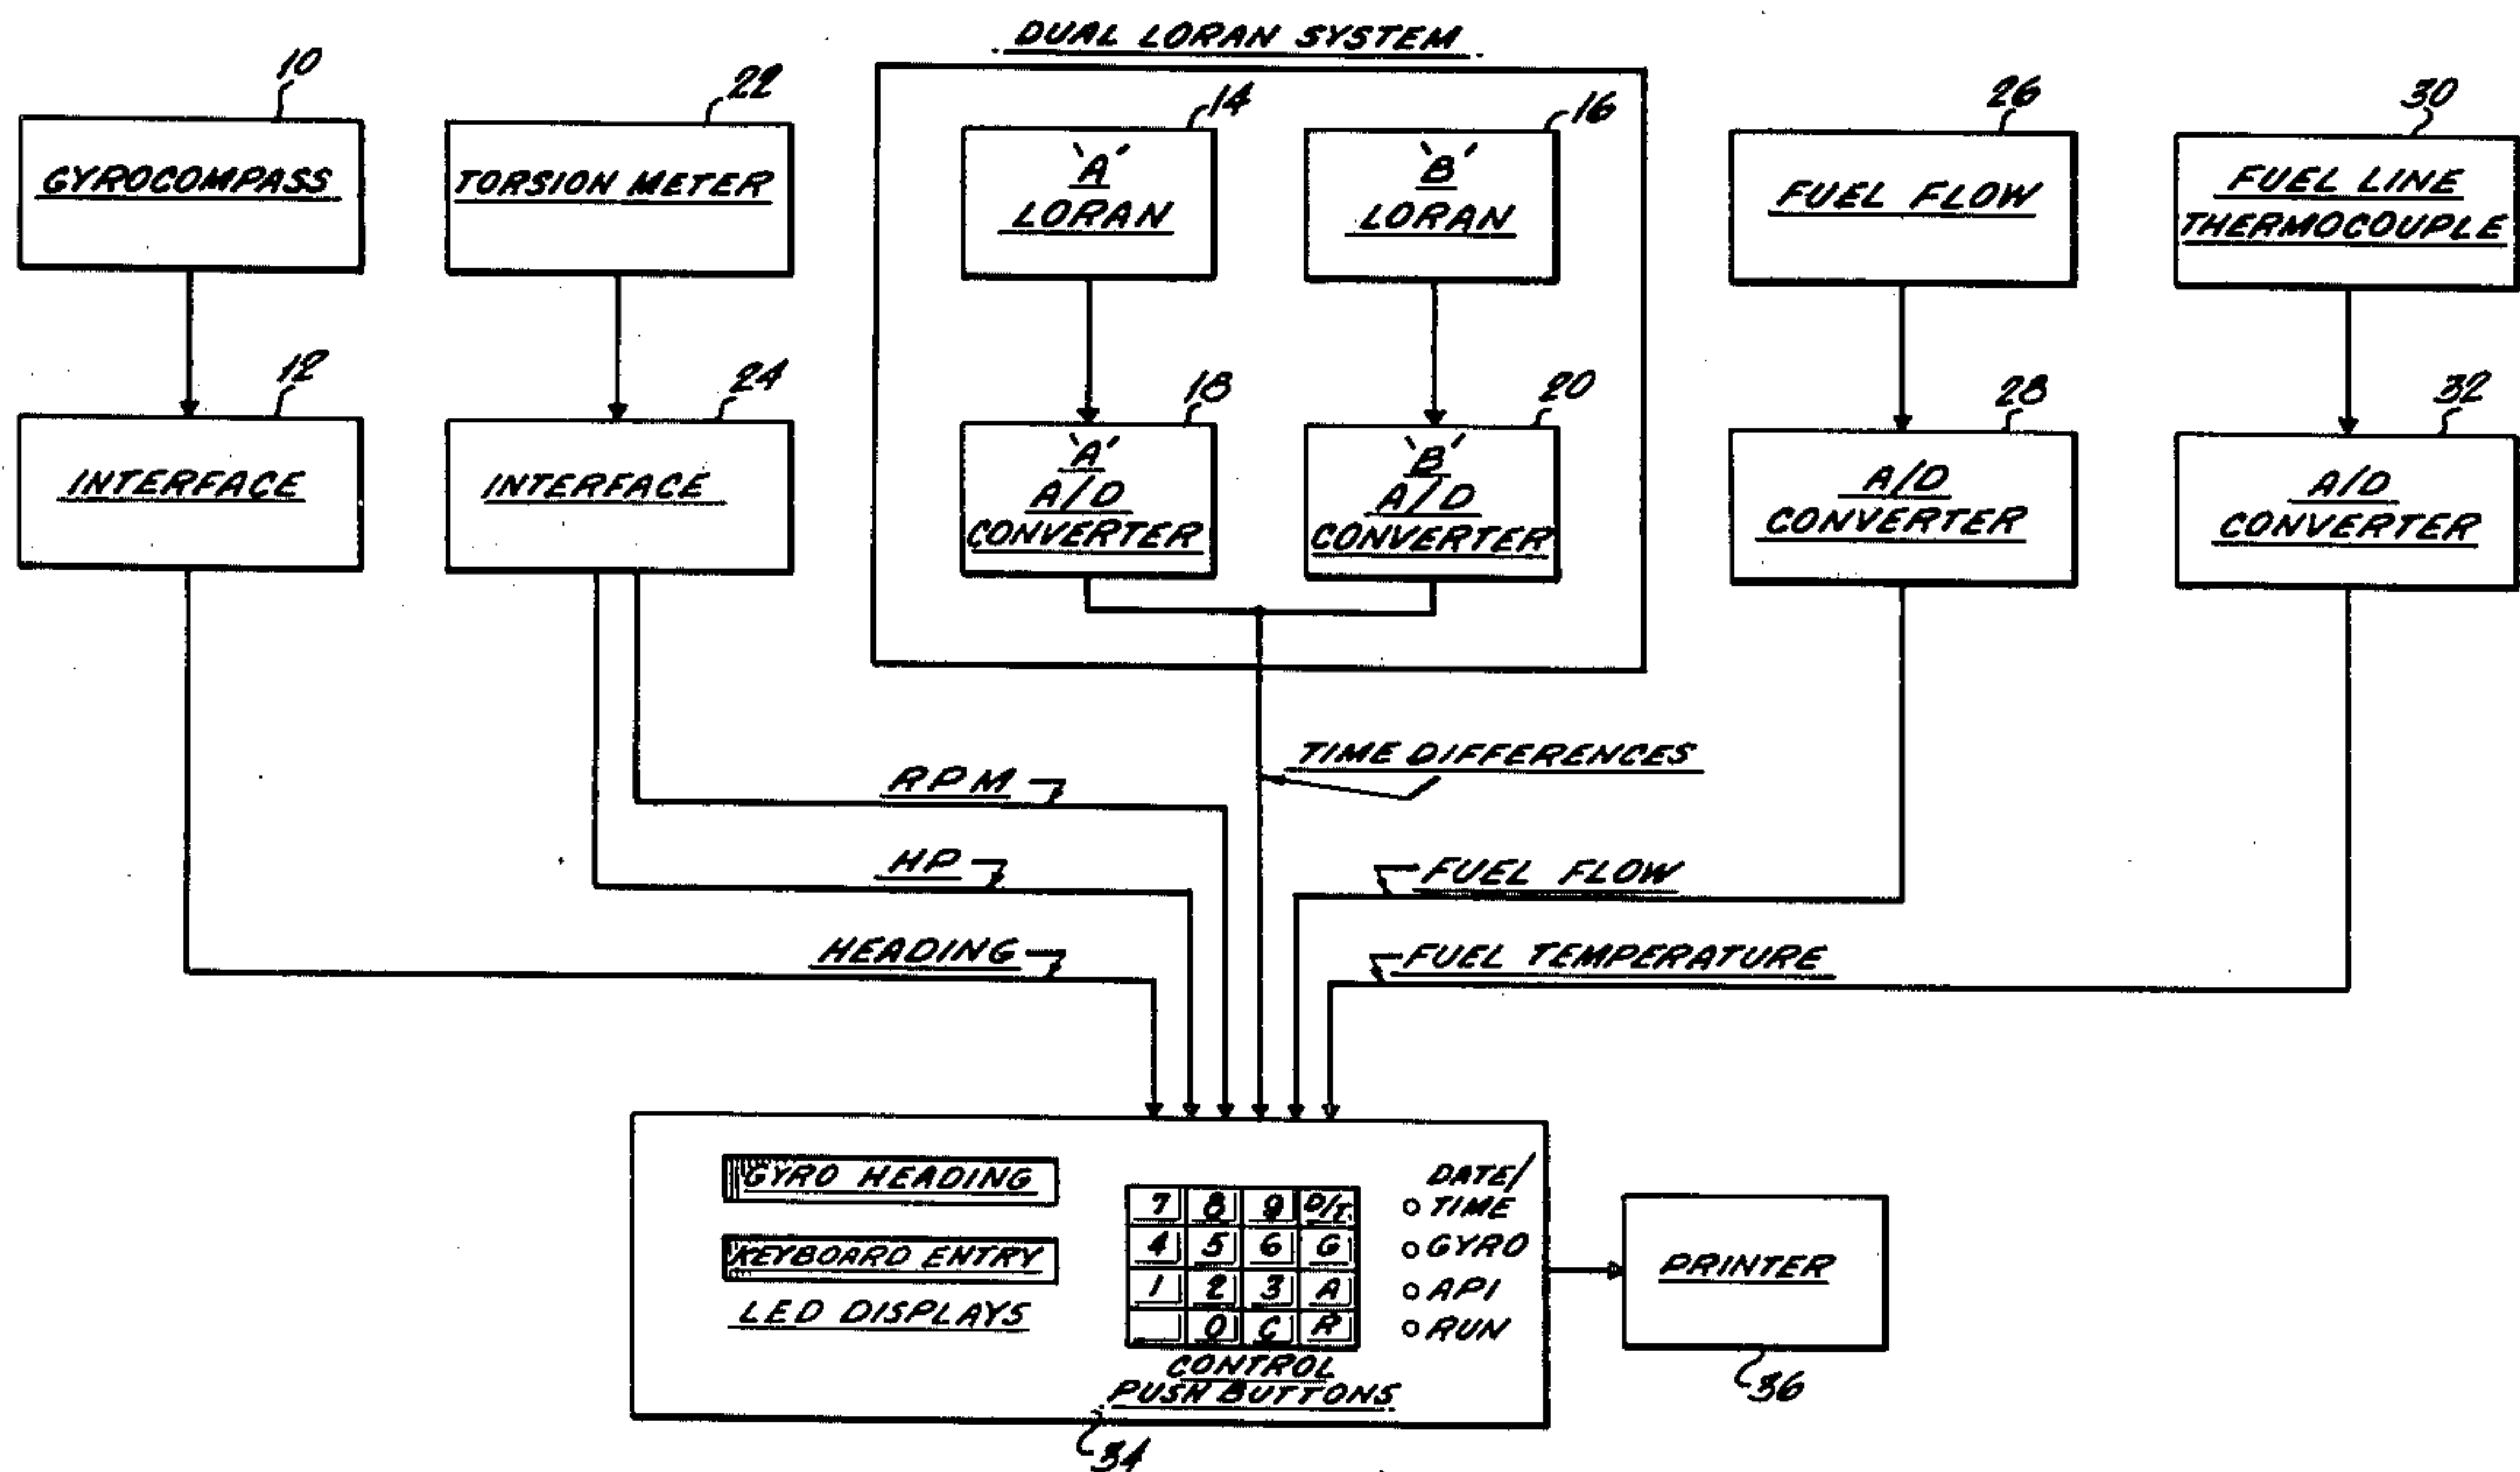 DUAL LORAN SYSTEM
10
22
14
16
26
30
GYROCOMPASS
TORSION METER
'A'
LORAN
'B'
LORAN
FUEL FLOW
FUEL LINE
THERMOCOUPLE
12
24
18
20
28
32
INTERFACE
INTERFACE
'A'
A/D
CONVERTER
'B'
A/D
CONVERTER
A/D
CONVERTER
A/D
CONVERTER
TIME DIFFERENCES
RPM
HP
FUEL FLOW
HEADING
FUEL TEMPERATURE
GYRO HEADING
KEYBOARD ENTRY
LED DISPLAYS
7 8 9 D/T
4 5 6 G
1 2 3 A
0 C R
CONTROL
PUSH BUTTONS
DATE/
TIME
GYRO
API
RUN
PRINTER
36
34